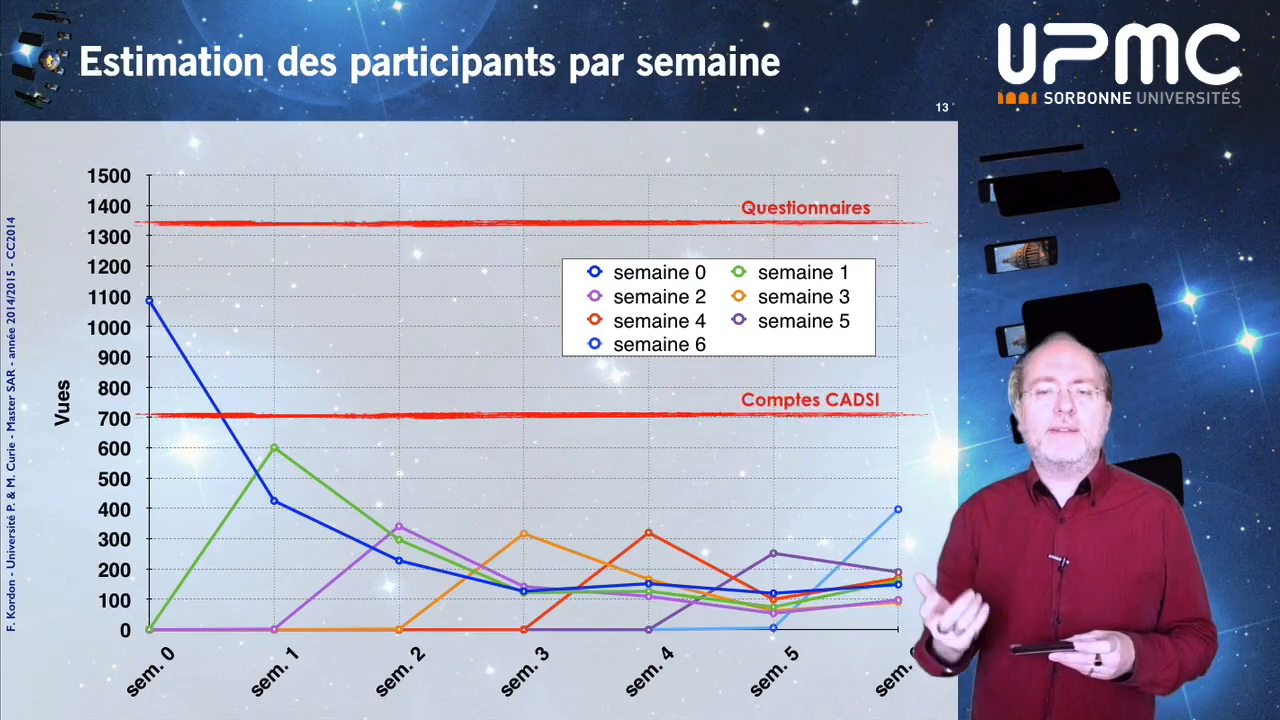 Estimation des participants par semaine
UPMC
SORBONNE UNIVERSITÉS
13
F. Kordon - Université P. & M. Curie - Master SAR - année 2014/2015 - CC2014
Vues
1500
1400
1300
1200
1100
1000
900
800
700
600
500
400
300
200
100
0
Questionnaires
Comptes CADSI
semaine 0
semaine 1
semaine 2
semaine 3
semaine 4
semaine 5
semaine 6
sem. 0
sem. 1
sem. 2
sem. 3
sem. 4
sem. 5
sem.